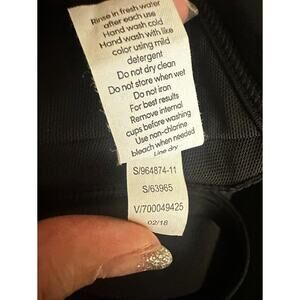 Rinse in fresh water
after each use
Hand wash cold
Hand wash with like
color using mild
detergent
Do not dry clean
Do not store when wet
Do not iron
For best results
Remove internal
cups before washing
Use non-chlorine
bleach when needed
Line dry
S/964874-11
S/63965
V/700049425
02/18